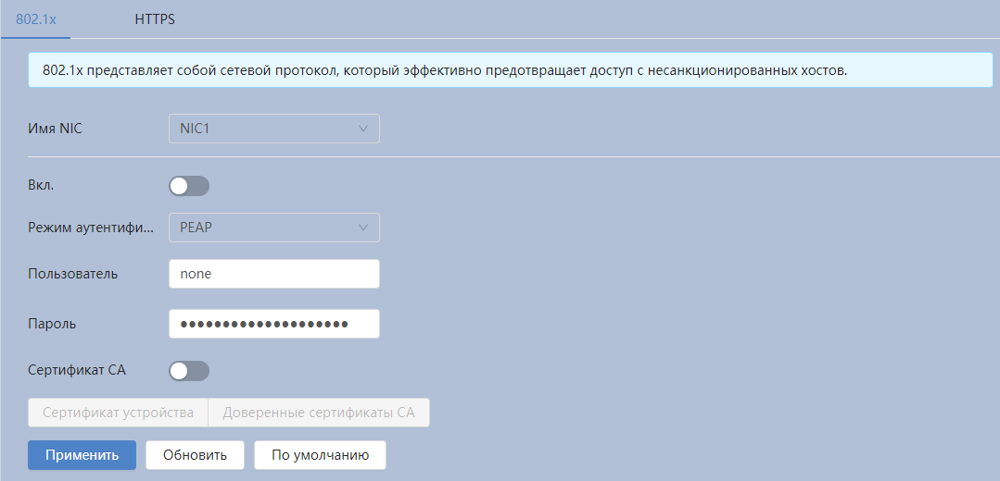 802.1x HTTPS
802.1x представляет собой сетевой протокол, который эффективно предотвращает доступ с несанкционированных хостов.
Имя NIC NIC1
Вкл.
Режим аутентифи... PEAP
Пользователь none
Пароль ●●●●●●●●●●●●●●●●●●●●
Сертификат CA
Сертификат устройства Доверенные сертификаты CA
Применить Обновить По умолчанию